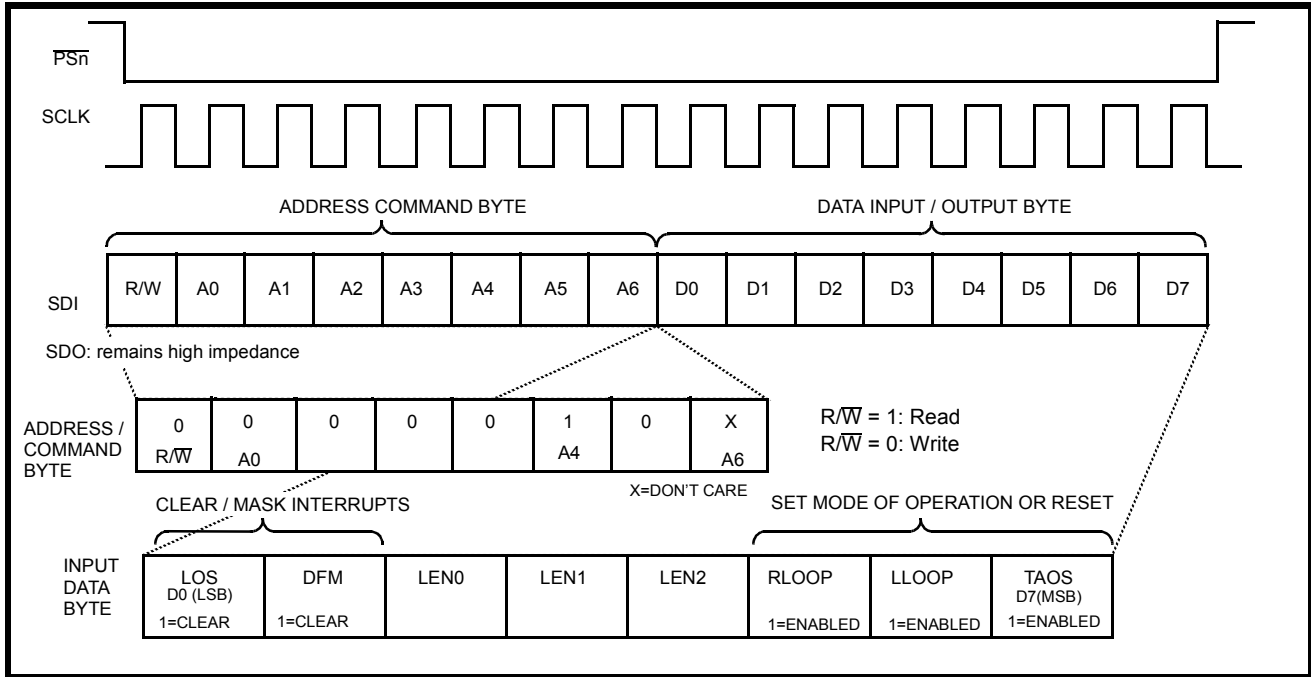 PSn
SCLK
ADDRESS COMMAND BYTE DATA INPUT / OUTPUT BYTE
SDI R/W A0 A1 A2 A3 A4 A5 A6 D0 D1 D2 D3 D4 D5 D6 D7
SDO: remains high impedance
ADDRESS /
COMMAND
BYTE
0 0 0 0 0 1 0 X
R/W A0 A4 A6
R/W = 1: Read
R/W = 0: Write
X=DON'T CARE
CLEAR / MASK INTERRUPTS SET MODE OF OPERATION OR RESET
INPUT
DATA
BYTE
LOS DFM LEN0 LEN1 LEN2 RLOOP LLOOP TAOS
D0 (LSB) D7(MSB)
1=CLEAR 1=CLEAR 1=ENABLED 1=ENABLED 1=ENABLED